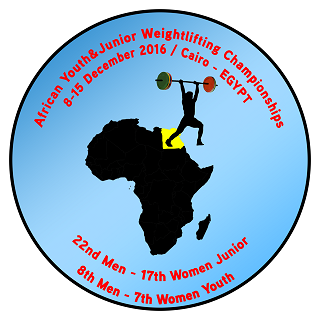 African Youth&Junior Weightlifting Championships
8-15 December 2016 / Cairo - EGYPT
22nd Men - 17th Women Junior
8th Men - 7th Women Youth